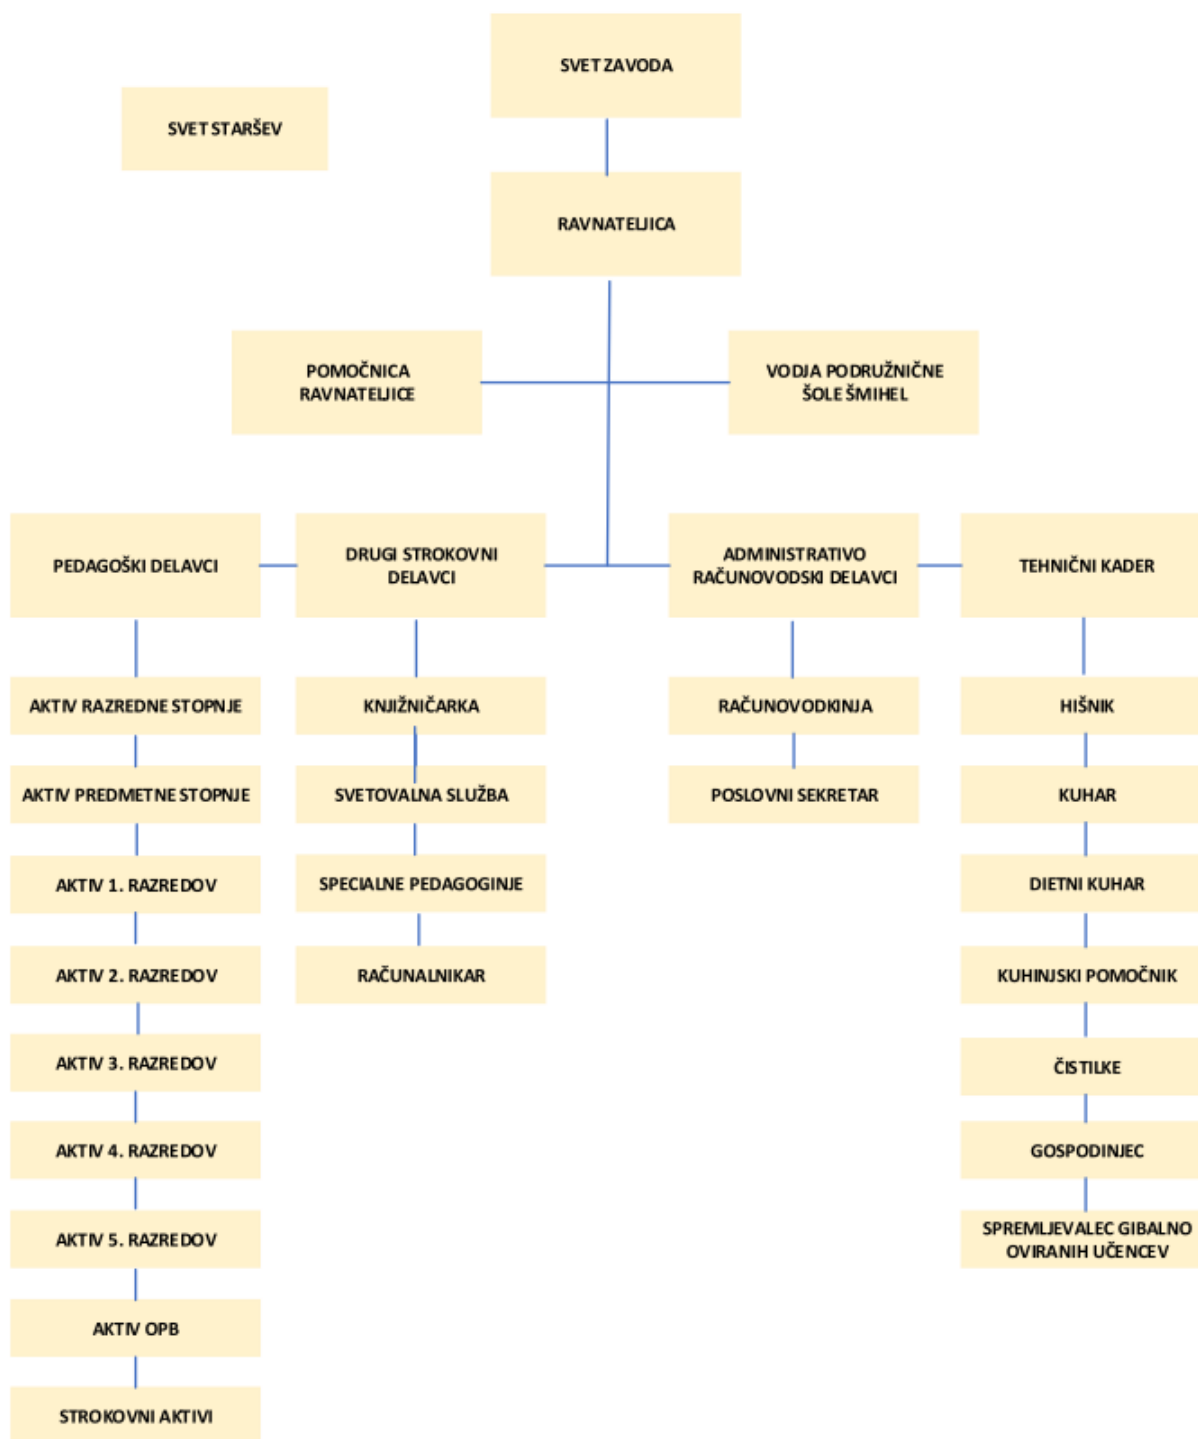 SVET ZAVODA
SVET STARŠEV
RAVNATELJICA
POMOČNICA
RAVNATELJICE
VODJA PODRUŽNIČNE
ŠOLE ŠMIHEL
PEDAGOŠKI DELAVCI
DRUGI STROKOVNI
DELAVCI
ADMINISTRATIVO
RAČUNOVODSKI DELAVCI
TEHNIČNI KADER
AKTIV RAZREDNE STOPNJE
AKTIV PREDMETNE STOPNJE
AKTIV 1. RAZREDOV
AKTIV 2. RAZREDOV
AKTIV 3. RAZREDOV
AKTIV 4. RAZREDOV
AKTIV 5. RAZREDOV
AKTIV OPB
STROKOVNI AKTIVI
KNJIŽNIČARKA
SVETOVALNA SLUŽBA
SPECIALNE PEDAGOGINJE
RAČUNALNIKAR
RAČUNOVODKINJA
POSLOVNI SEKRETAR
HIŠNIK
KUHAR
DIETNI KUHAR
KUHINJSKI POMOČNIK
ČISTILKE
GOSPODINJEC
SPREMLJEVALEC GIBALNO
OVIRANIH UČENCEV